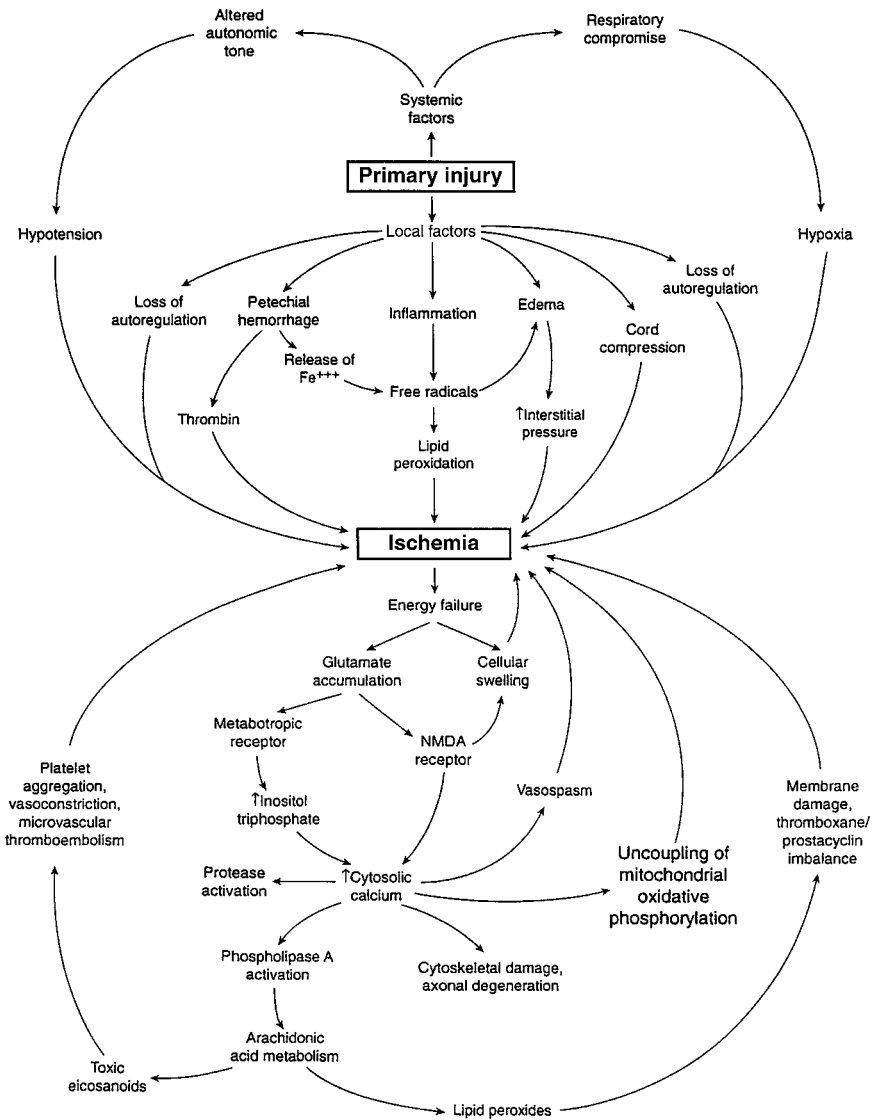 Altered
autonomic
tone
Respiratory
compromise
Systemic
factors
Primary injury
Hypotension
Local factors
Hypoxia
Loss of
autoregulation
Petechial
hemorrhage
Inflammation
Edema
Loss of
autoregulation
Cord
compression
Release of
Fe+++
Free radicals
Thrombin
↑Interstitial
pressure
Lipid
peroxidation
Ischemia
Energy failure
Glutamate
accumulation
Cellular
swelling
Metabotropic
receptor
NMDA
receptor
Platelet
aggregation,
vasoconstriction,
microvascular
thromboembolism
↑Inositol
triphosphate
Vasospasm
Membrane
damage,
thromboxane/
prostacyclin
imbalance
Protease
activation
↑Cytosolic
calcium
Uncoupling of
mitochondrial
oxidative
phosphorylation
Phospholipase A
activation
Cytoskeletal damage,
axonal degeneration
Arachidonic
acid metabolism
Toxic
eicosanoids
Lipid peroxides